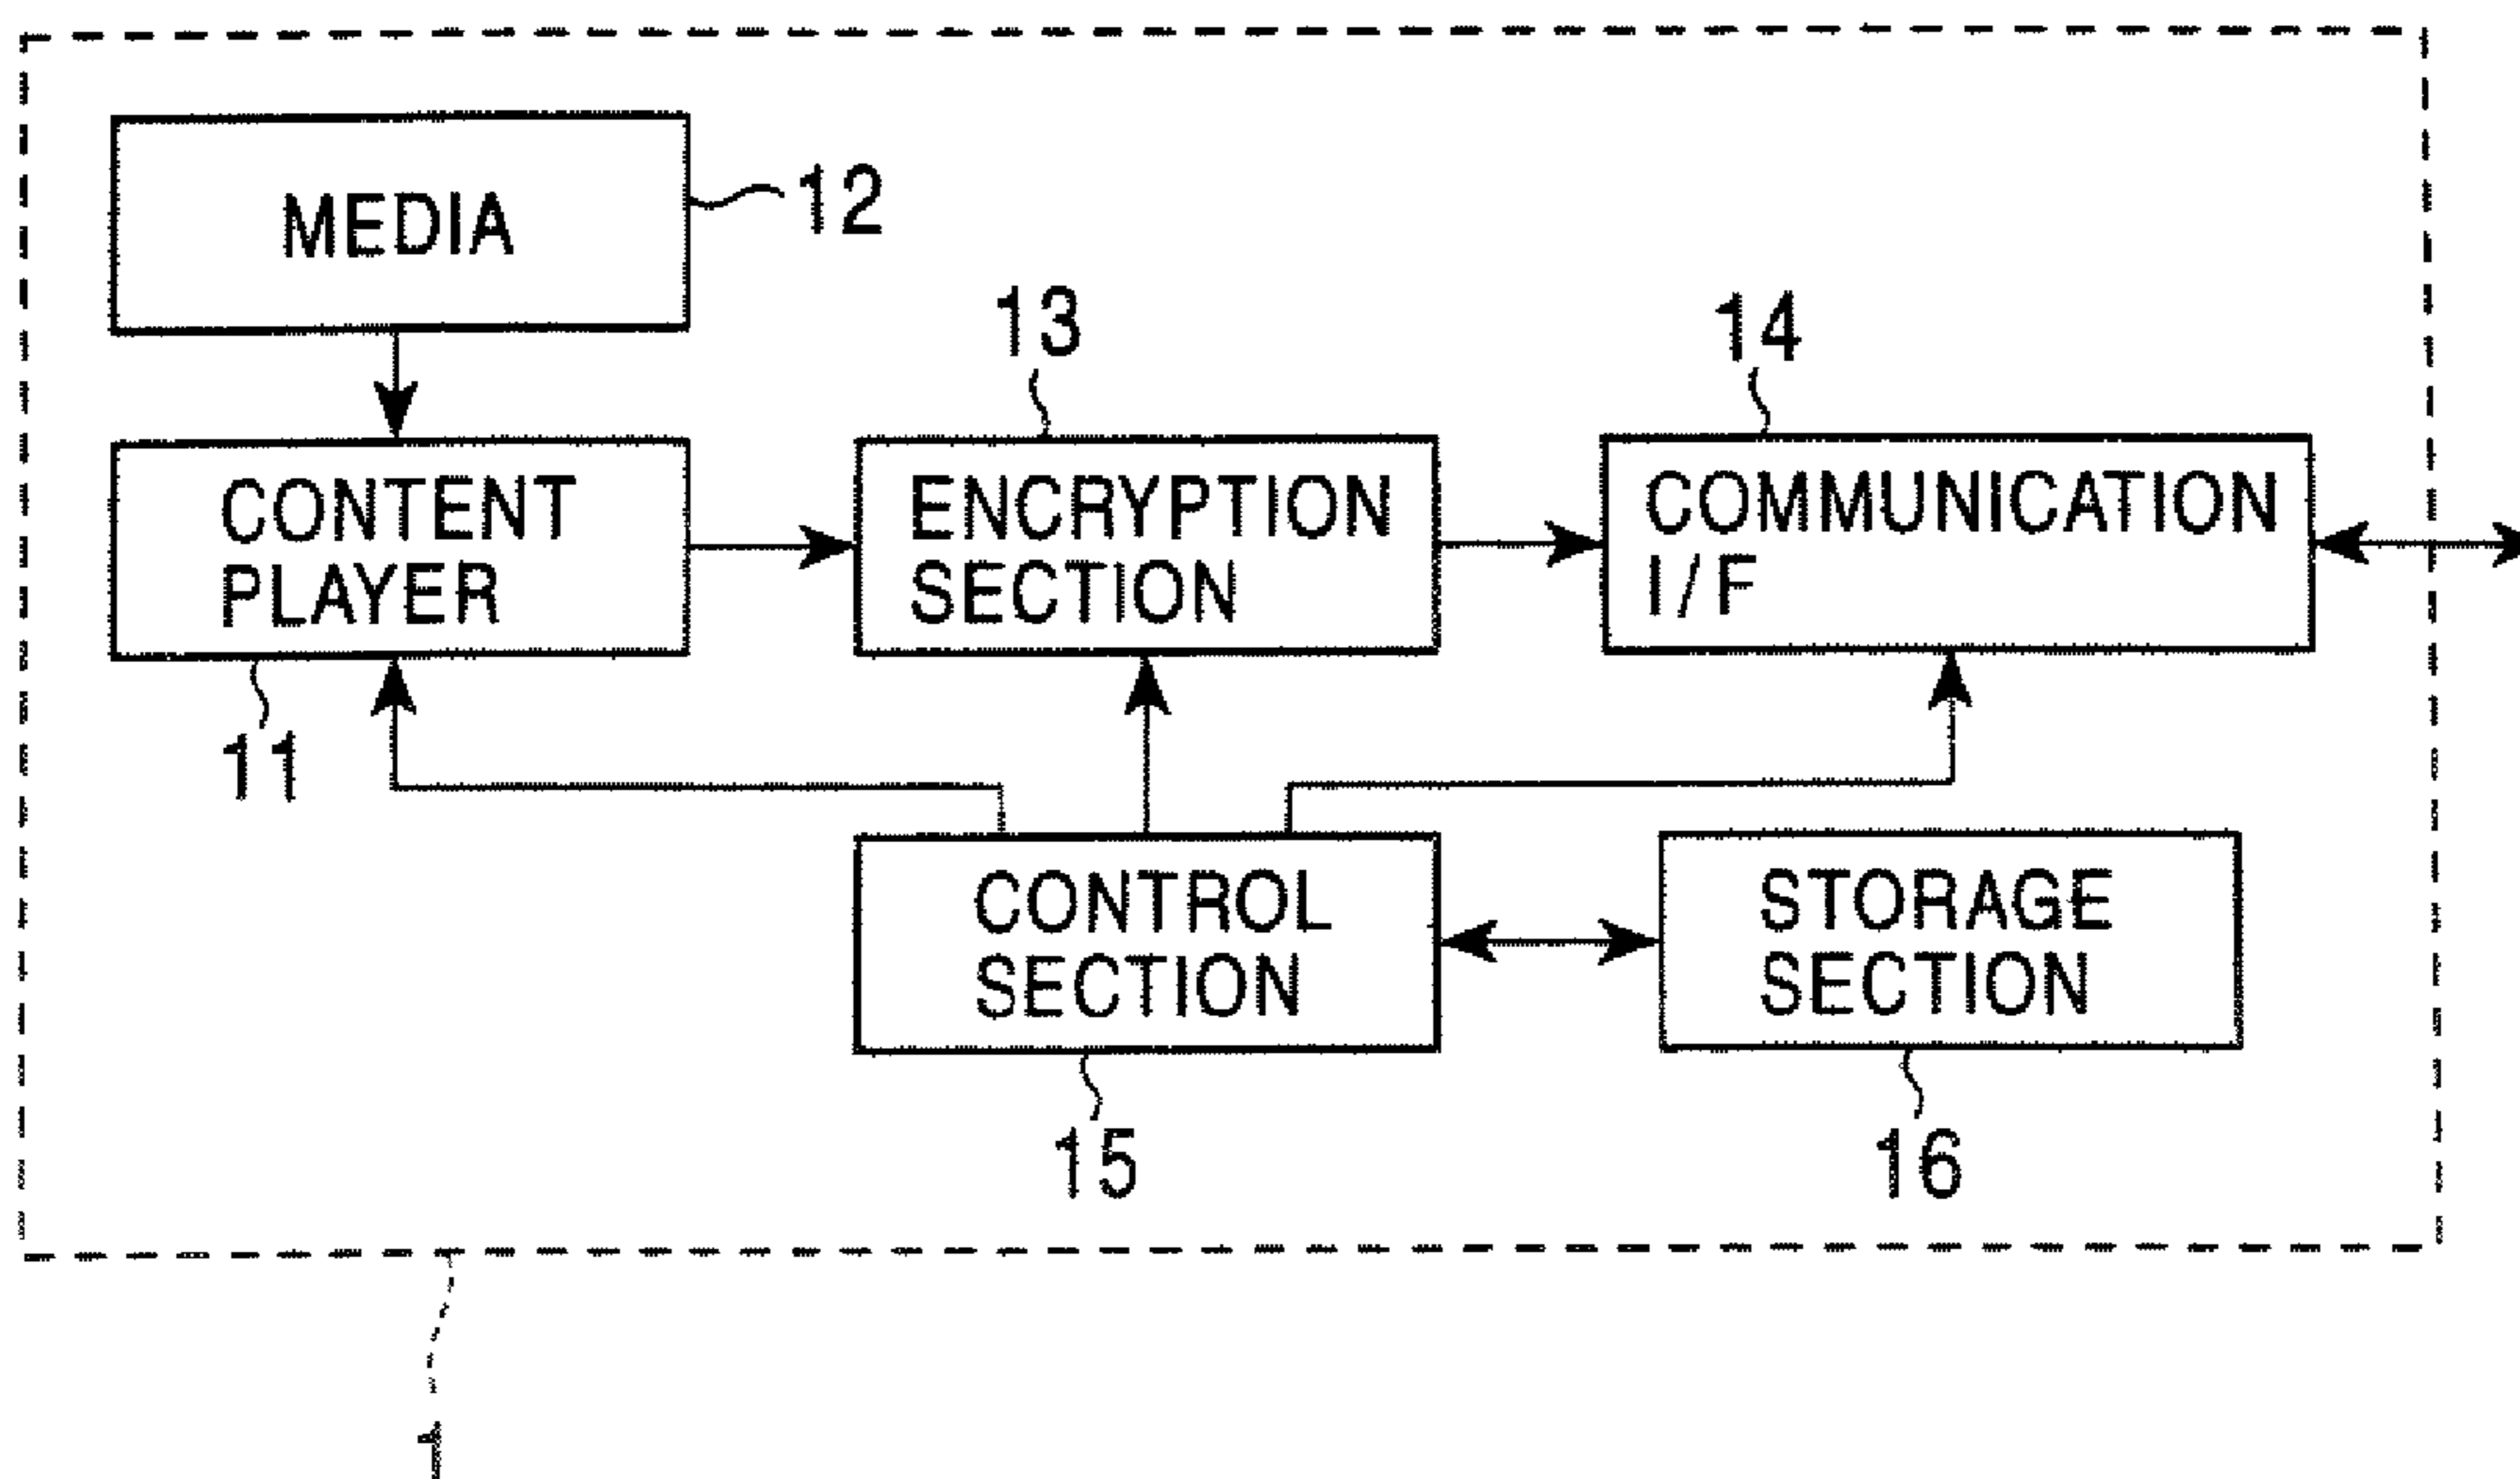 MEDIA
12
13
14
CONTENT
PLAYER
ENCRYPTION
SECTION
COMMUNICATION
I/F
11
CONTROL
SECTION
STORAGE
SECTION
15
16
1